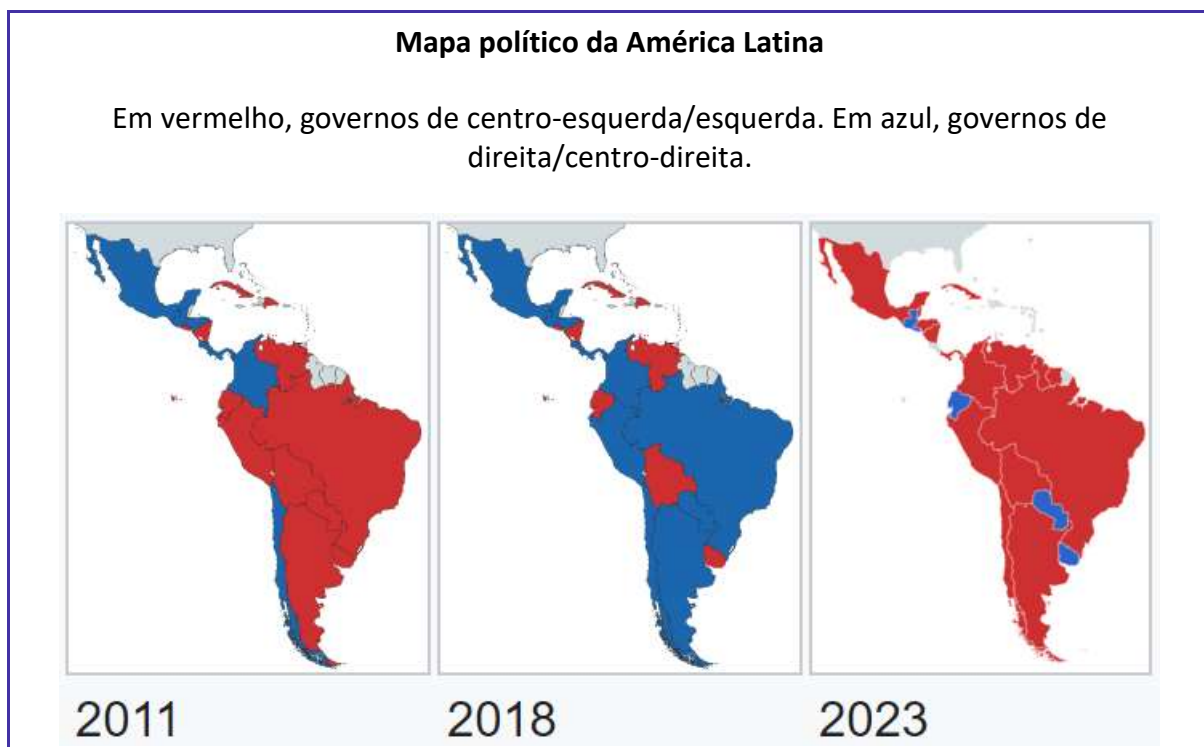 Mapa político da América Latina
Em vermelho, governos de centro-esquerda/esquerda. Em azul, governos de
direita/centro-direita.
2011
2018
2023